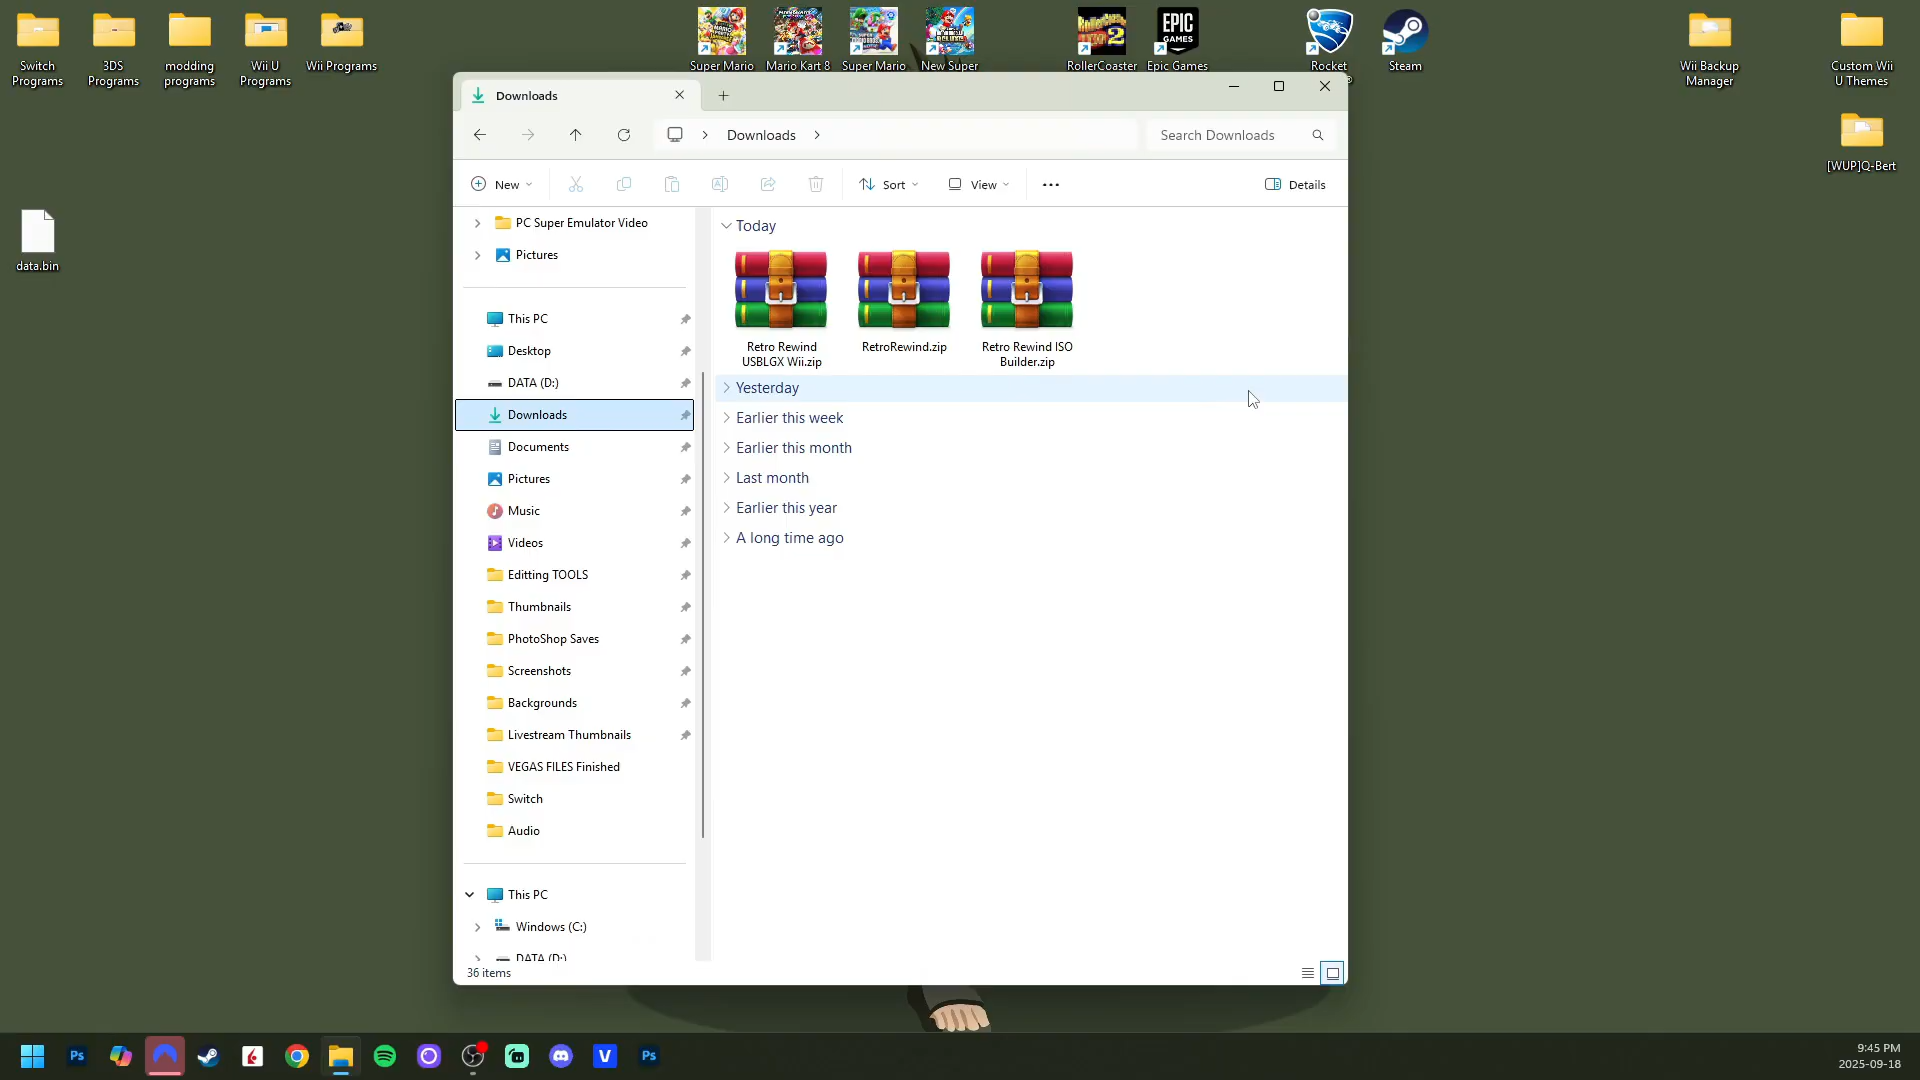 Switch
Programs
3DS
Programs
modding
programs
Wii U
Programs
Wii Programs
Super Mario
Mario Kart 8
Super Mario
New Super
RollerCoaster
Epic Games
Rocket
Steam
Wii Backup
Manager
Custom Wii
U Themes
[WUP]Q-Bert
data.bin
EPIC
GAMES
Downloads
Downloads
Search Downloads
New
Sort
View
Details
PC Super Emulator Video
Pictures
This PC
Desktop
DATA (D:)
Downloads
Documents
Pictures
Music
Videos
Editting TOOLS
Thumbnails
PhotoShop Saves
Screenshots
Backgrounds
Livestream Thumbnails
VEGAS FILES Finished
Switch
Audio
This PC
Windows (C:)
DATA (D:)
Today
Retro Rewind
USBLGX Wii.zip
RetroRewind.zip
Retro Rewind ISO
Builder.zip
Yesterday
Earlier this week
Earlier this month
Last month
Earlier this year
A long time ago
36 items
Ps
V
Ps
9:45 PM
2025-09-18